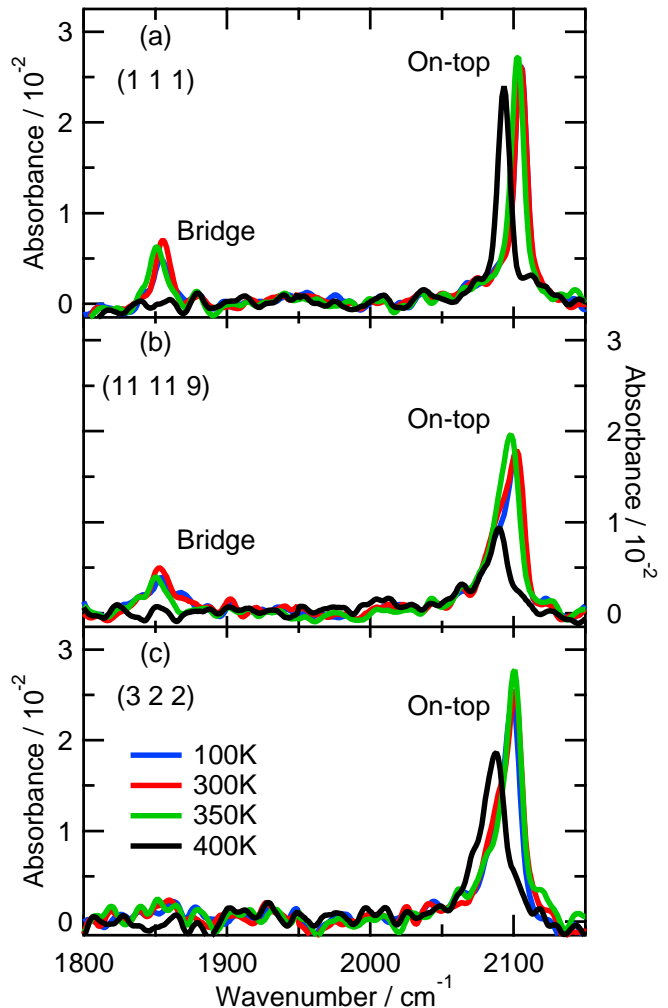 (a)
(1 1 1)
On-top
Bridge
Absorbance / 10⁻²
3
2
1
0
(b)
(11 11 9)
On-top
Bridge
Absorbance / 10⁻²
3
2
1
0
(c)
(3 2 2)
On-top
100K
300K
350K
400K
Absorbance / 10⁻²
3
2
1
0
1800 1900 2000 2100
Wavenumber / cm⁻¹